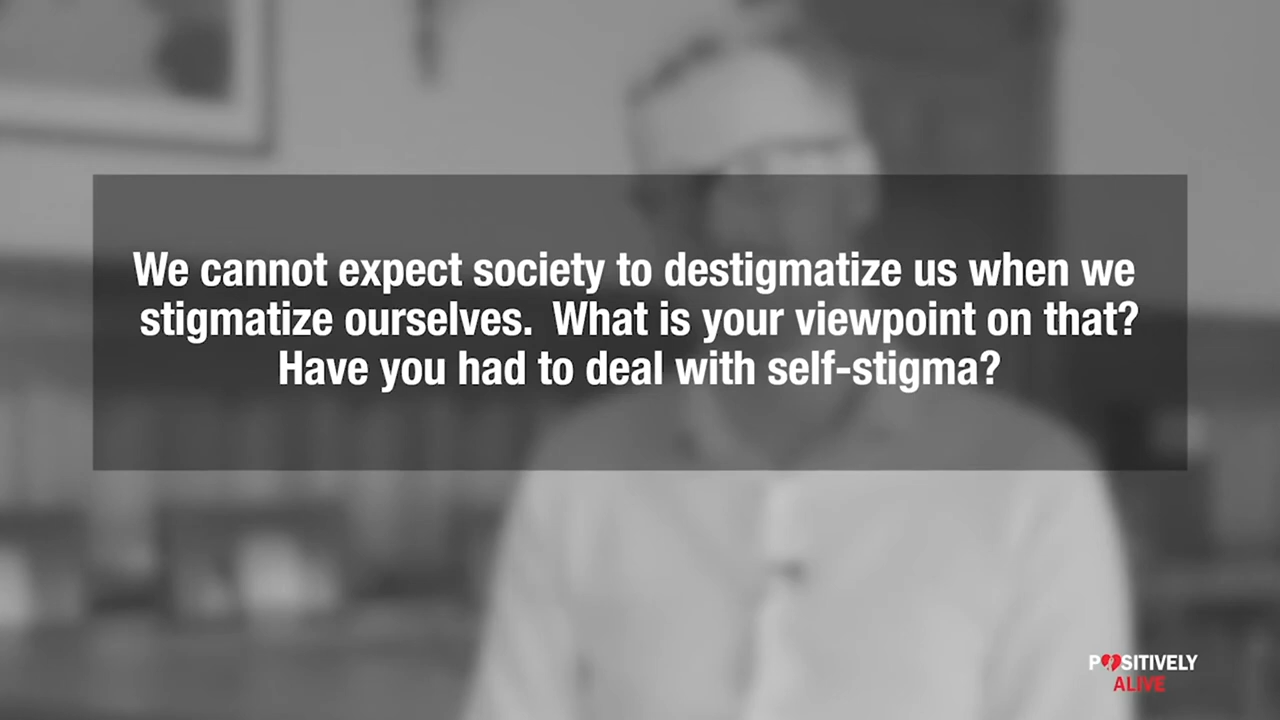 We cannot expect society to destigmatize us when we
stigmatize ourselves.  What is your viewpoint on that?
Have you had to deal with self-stigma?
POSITIVELY
ALIVE